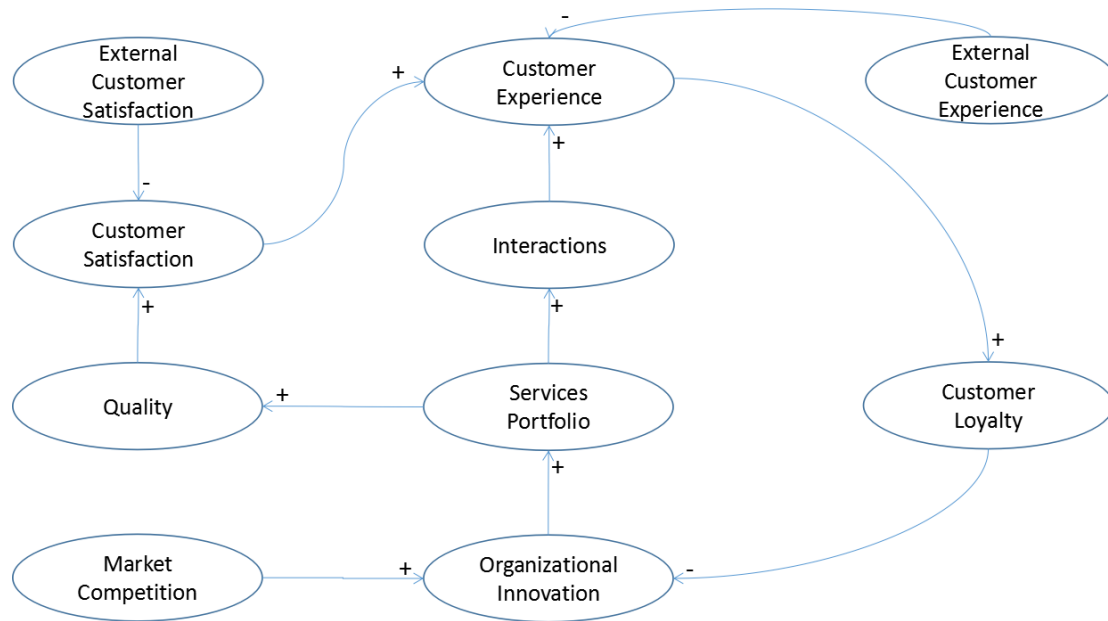 -
External
Customer
Satisfaction
+
Customer
Experience
External
Customer
Experience
+
-
Customer
Satisfaction
Interactions
+
+
+
Quality
+
Services
Portfolio
Customer
Loyalty
+
Market
Competition
+
Organizational
Innovation
-